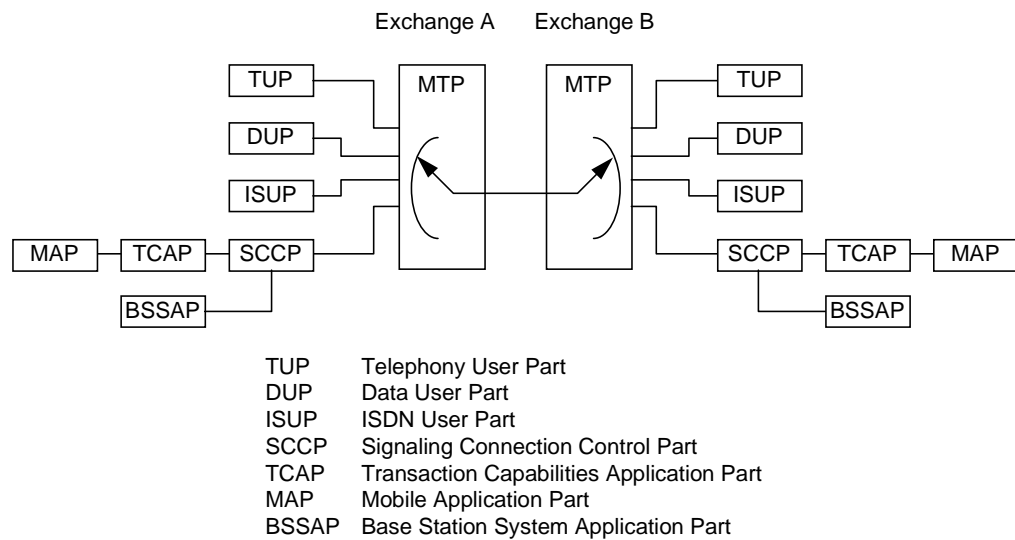 Exchange A Exchange B
TUP MTP MTP TUP
DUP DUP
ISUP ISUP
MAP TCAP SCCP SCCP TCAP MAP
BSSAP BSSAP
TUP Telephony User Part
DUP Data User Part
ISUP ISDN User Part
SCCP Signaling Connection Control Part
TCAP Transaction Capabilities Application Part
MAP Mobile Application Part
BSSAP Base Station System Application Part